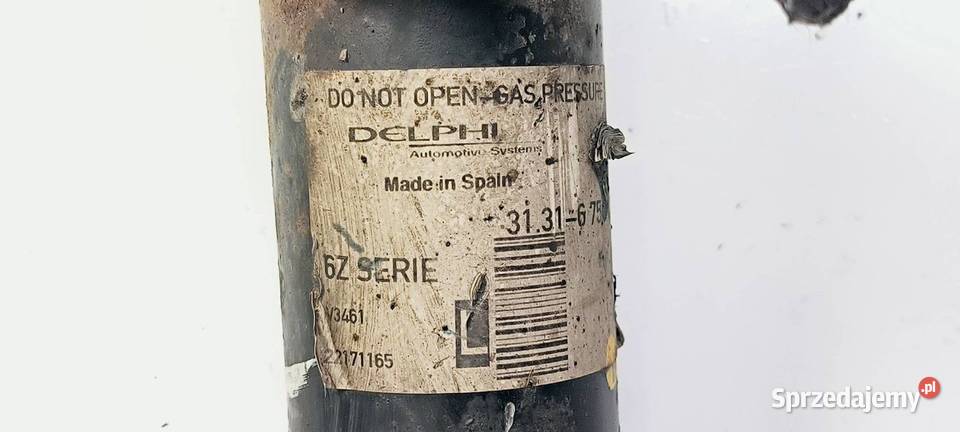 DO NOT OPEN-GAS PRESSURE
DELPHI
Automotive Systems
Made in Spain
31.31-6 75
6Z SERIE
V3461
L
22171165
Sprzedajemy.pl